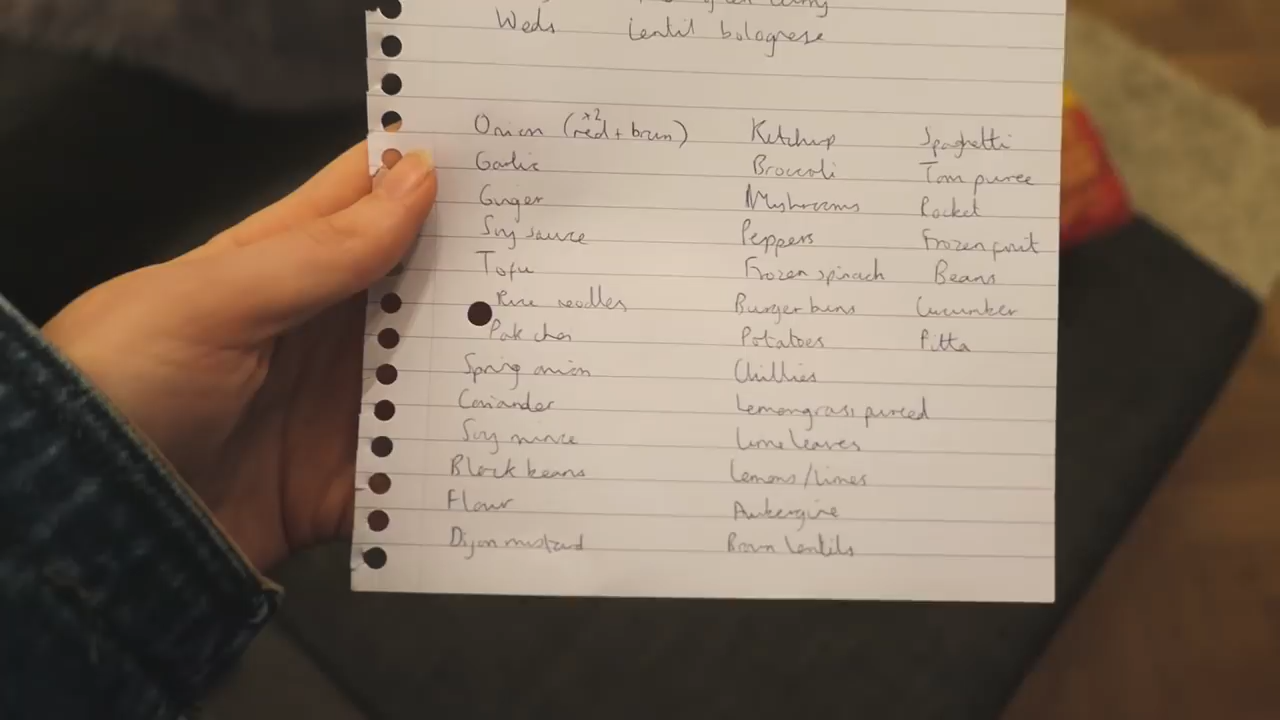 Weds lentil bolognese
Onion (red + brown) x2
Garlic
Ginger
Soy sauce
Tofu
Rice noodles
Pak choi
Spring onion
Coriander
Soy mince
Black beans
Flour
Dijon mustard
Ketchup
Broccoli
Mushrooms
Peppers
Frozen spinach
Burger buns
Potatoes
Chillies
Lemongrass pureed
Lime leaves
Lemons/limes
Aubergine
Brown lentils
Spaghetti
Tom puree
Rocket
Frozen fruit
Beans
Cucumber
Pitta